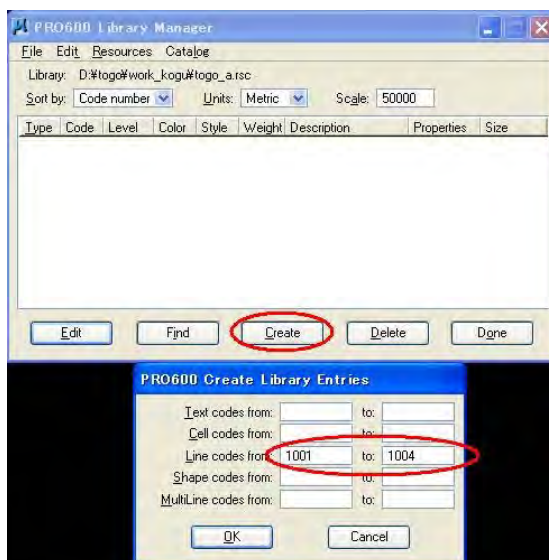 PRO600 Library Manager
File Edit Resources Catalog
Library: D:¥togo¥work_kogu¥togo_a.rsc
Sort by: Code number Units: Metric Scale: 50000
Type Code Level Color Style Weight Description Properties Size
Edit Find Create Delete Done
PRO600 Create Library Entries
Text codes from: to:
Cell codes from: to:
Line codes from: 1001 to: 1004
Shape codes from: to:
MultiLine codes from: to:
OK Cancel